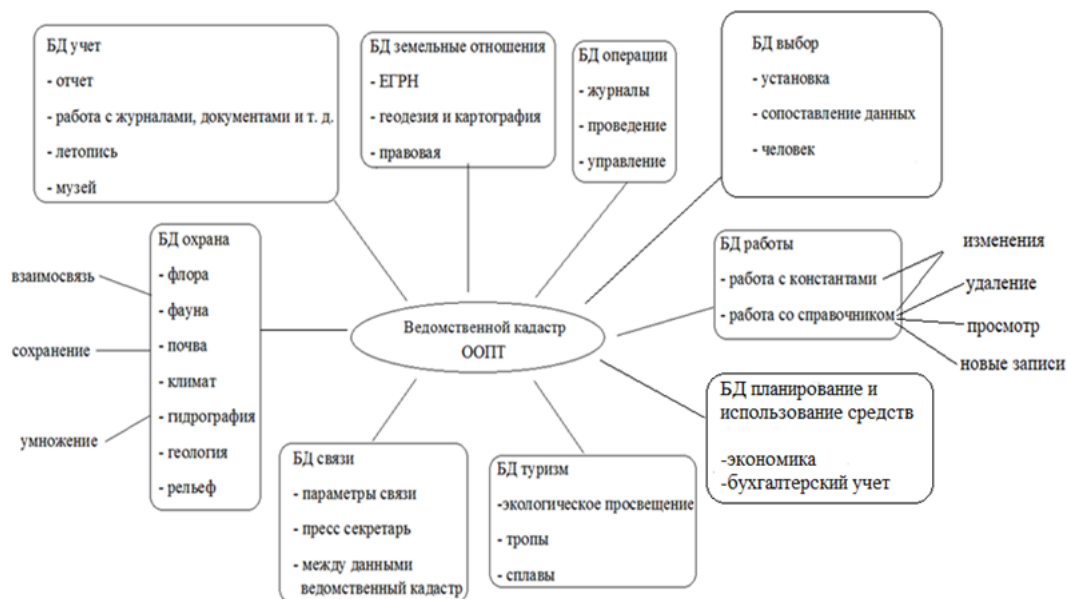 БД учет
- отчет
- работа с журналами, документами и т. д.
- летопись
- музей
БД земельные отношения
- ЕГРН
- геодезия и картография
- правовая
БД операции
- журналы
- проведение
- управление
БД выбор
- установка
- сопоставление данных
- человек
взаимосвязь
сохранение
умножение
БД охрана
- флора
- фауна
- почва
- климат
- гидрография
- геология
- рельеф
Ведомственной кадастр
ООПТ
БД работы
- работа с константами
- работа со справочником
изменения
удаление
просмотр
новые записи
БД связи
- параметры связи
- пресс секретарь
- между данными
ведомственный кадастр
БД туризм
-экологическое просвещение
- тропы
- сплавы
БД планирование и
использование средств
-экономика
-бухгалтерский учет